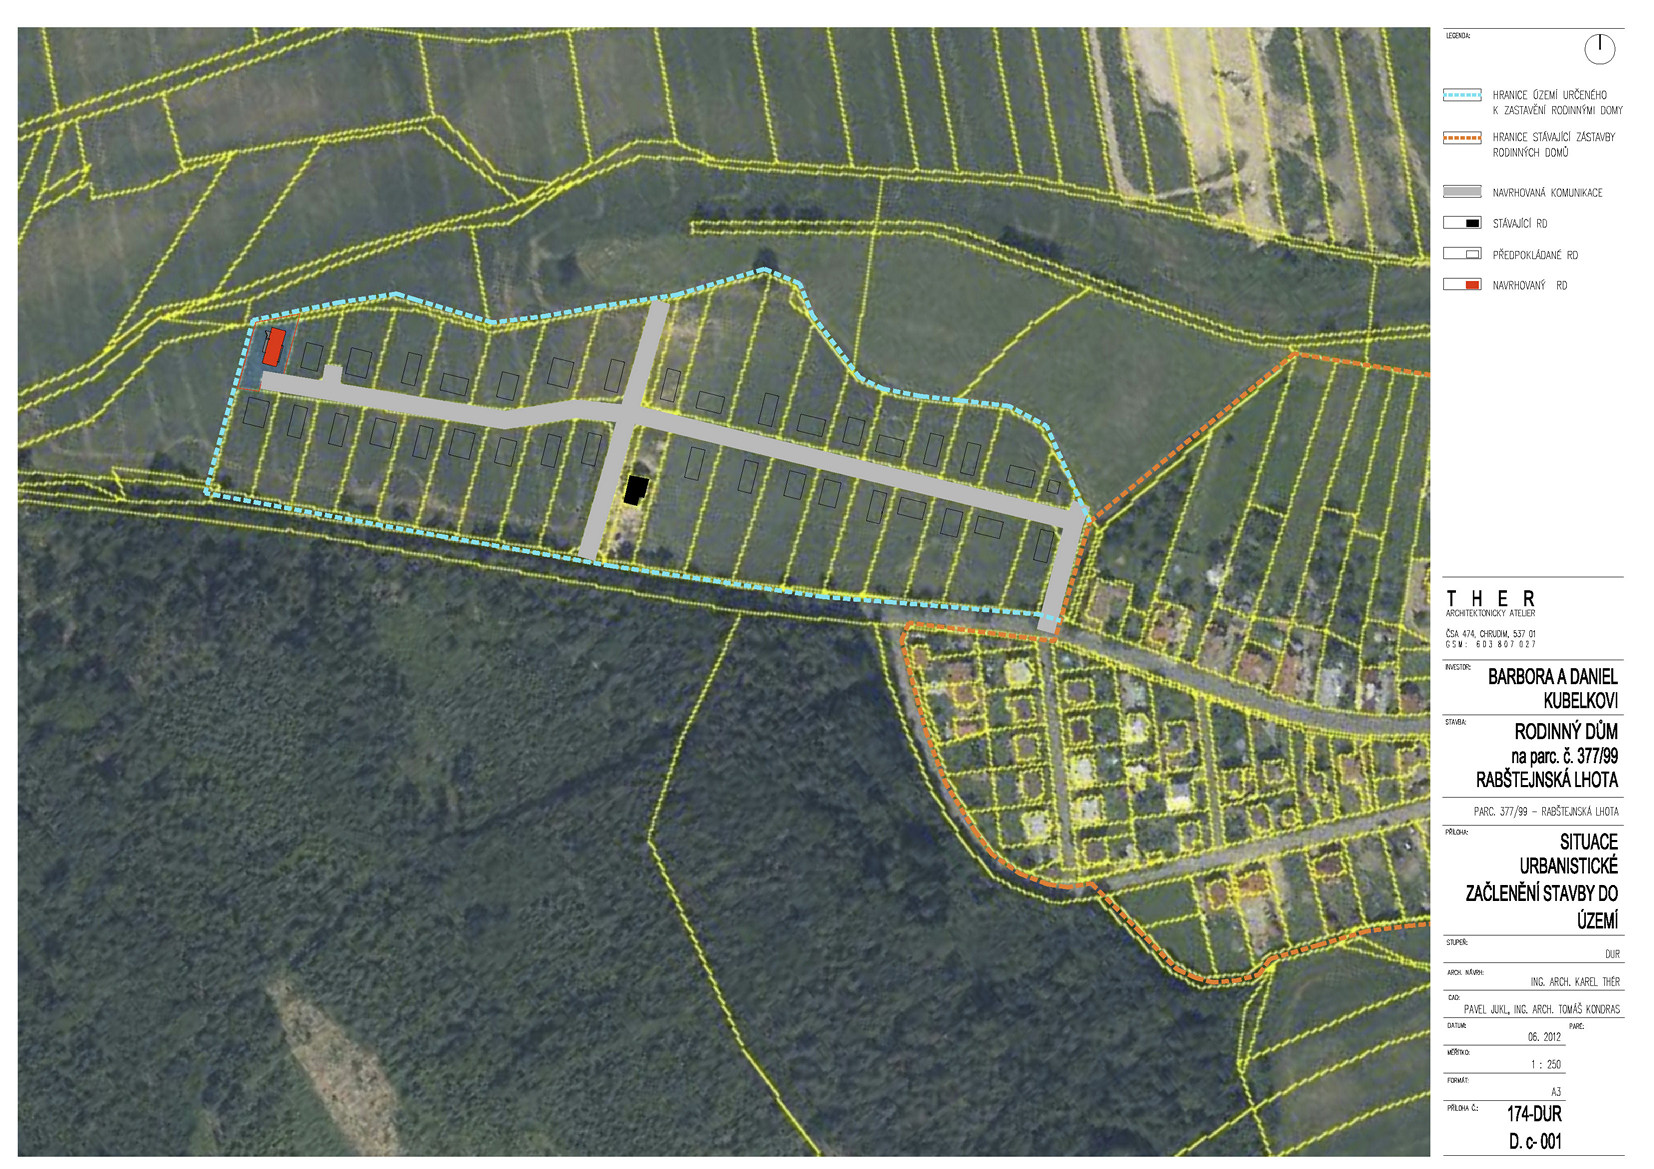 LEGENDA:
HRANICE ÚZEMÍ URČENÉHO
K ZASTAVĚNÍ RODINNÝMI DOMY
HRANICE STÁVAJÍCÍ ZÁSTAVBY
RODINNÝCH DOMŮ
NAVRHOVANÁ KOMUNIKACE
STÁVAJÍCÍ RD
PŘEDPOKLÁDANÉ RD
NAVRHOVANÝ RD
THER
ARCHITEKTONICKÝ ATELIER
ČSA 474, CHRUDIM, 537 01
GSM: 603 807 027
INVESTOR:
BARBORA A DANIEL
KUBELKOVI
STAVBA:
RODINNÝ DŮM
na parc. č. 377/99
RABŠTEJNSKÁ LHOTA
PARC. 377/99 – RABŠTEJNSKÁ LHOTA
PŘÍLOHA:
SITUACE
URBANISTICKÉ
ZAČLENĚNÍ STAVBY DO
ÚZEMÍ
STUPEŇ:
DUR
ARCH. NÁVRH:
ING. ARCH. KAREL THÉR
CAD:
PAVEL JUKL, ING. ARCH. TOMÁŠ KONDRAS
DATUM:
PARÉ:
06. 2012
MĚŘÍTKO:
1 : 250
FORMÁT:
A3
PŘÍLOHA Č.:
174-DUR
D. c- 001